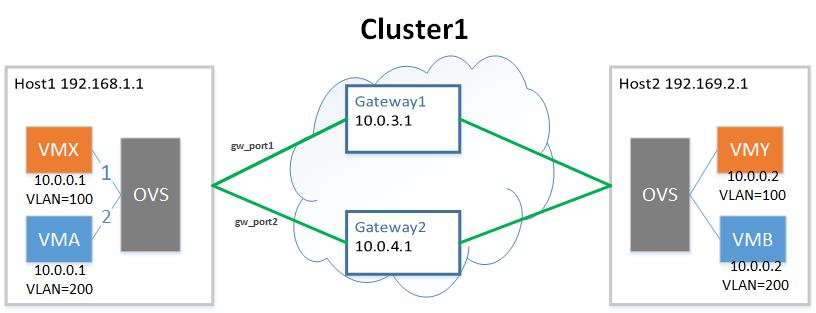 Cluster1
Host1 192.168.1.1
VMX
10.0.0.1
VLAN=100
1
2
VMA
10.0.0.1
VLAN=200
OVS
gw_port1
gw_port2
Gateway1
10.0.3.1
Gateway2
10.0.4.1
Host2 192.169.2.1
OVS
VMY
10.0.0.2
VLAN=100
VMB
10.0.0.2
VLAN=200